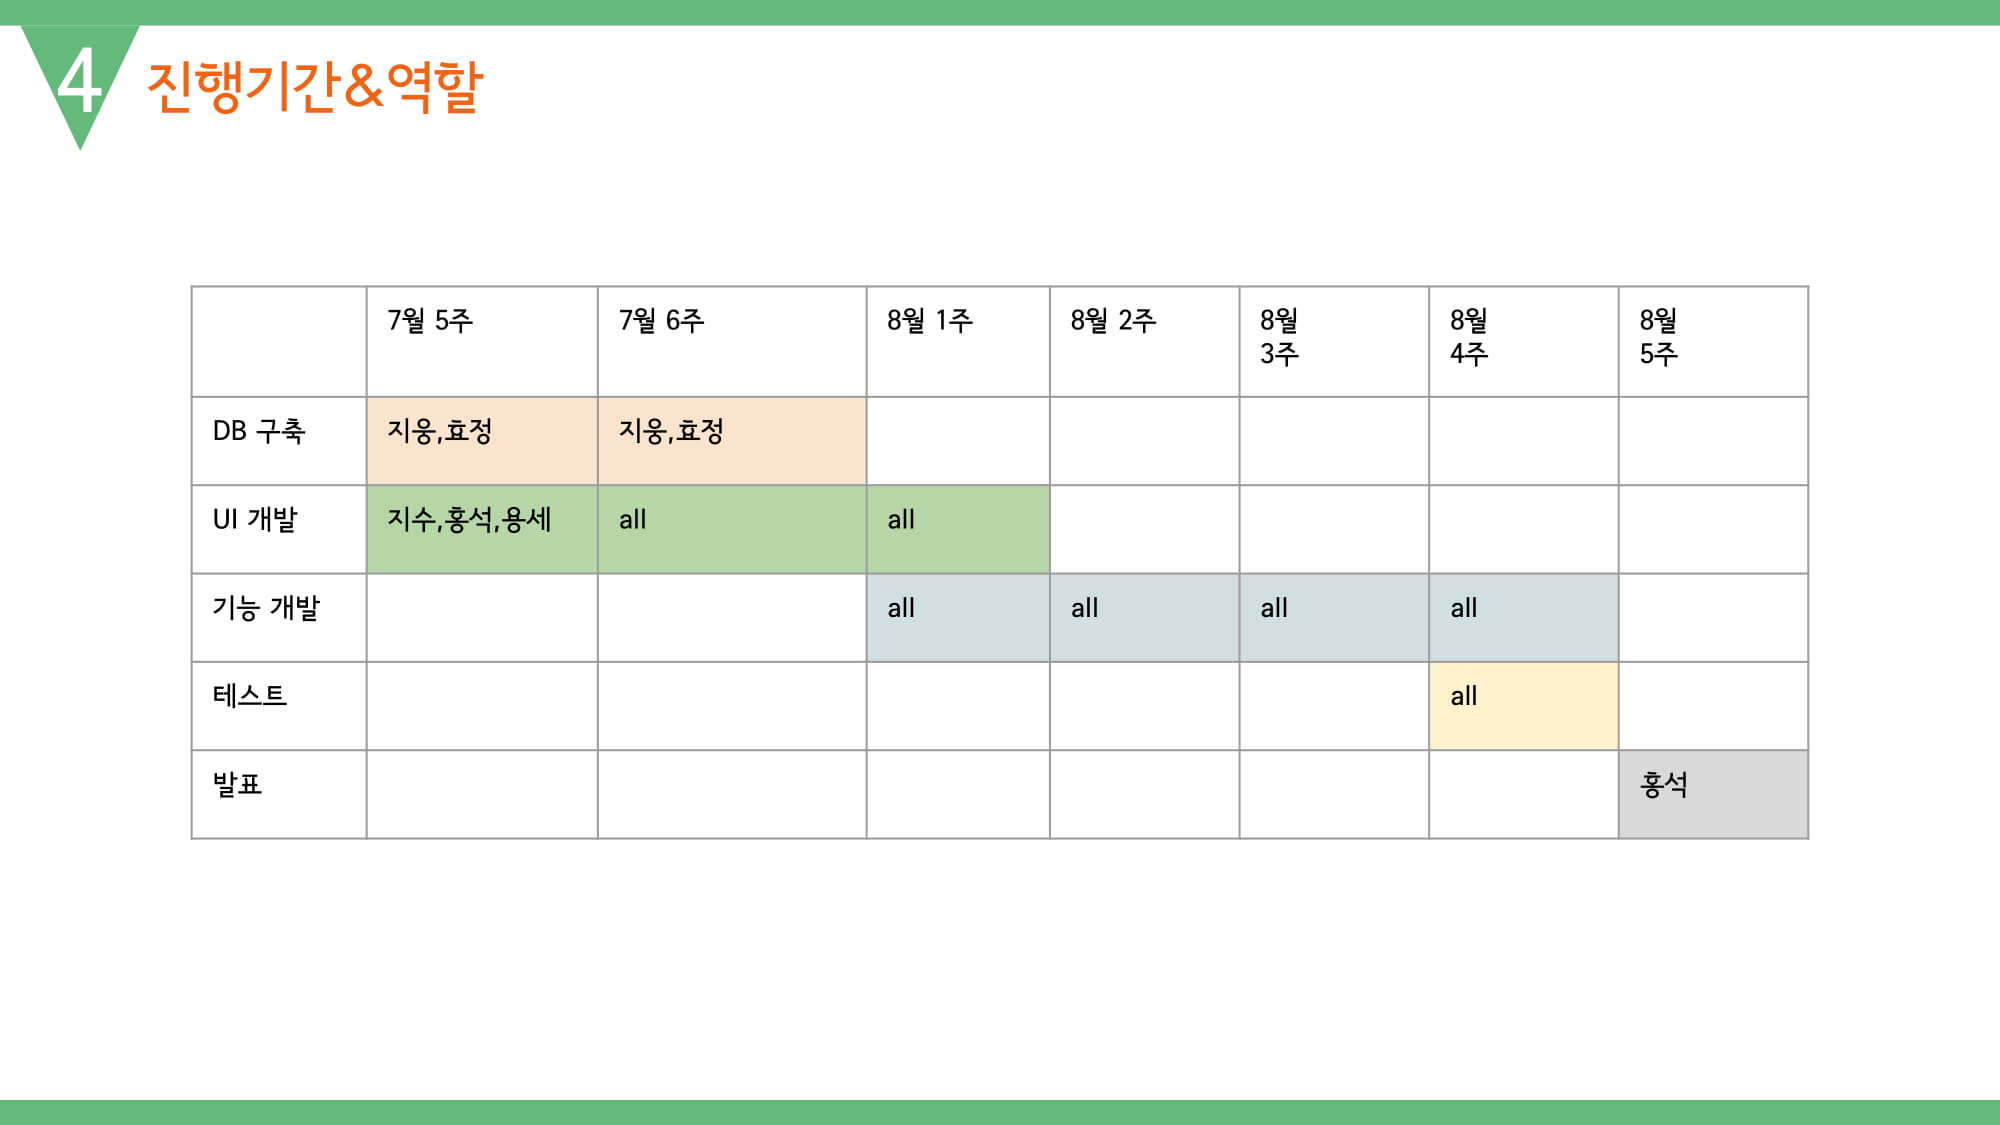 4
진행기간&역할
7월 5주
7월 6주
8월 1주
8월 2주
8월
3주
8월
4주
8월
5주
DB 구축
지웅,효정
지웅,효정
UI 개발
지수,홍석,용세
all
all
기능 개발
all
all
all
all
테스트
all
발표
홍석